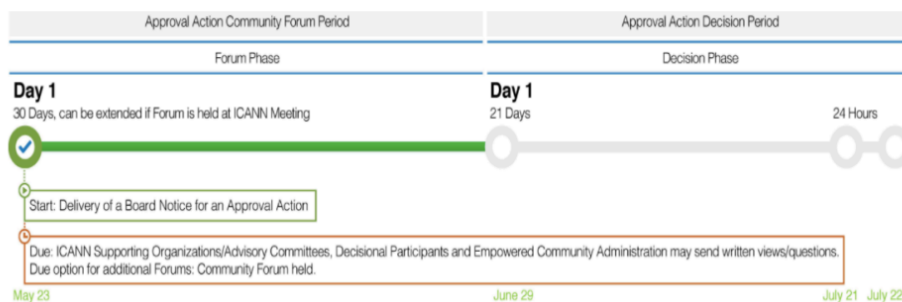 Approval Action Community Forum Period
Approval Action Decision Period
Forum Phase
Decision Phase
Day 1
Day 1
30 Days, can be extended if Forum is held at ICANN Meeting
21 Days
24 Hours
Start: Delivery of a Board Notice for an Approval Action
Due: ICANN Supporting Organizations/Advisory Committees, Decisional Participants and Empowered Community Administration may send written views/questions.
Due option for additional Forums: Community Forum held.
May 23
June 29
July 21
July 22